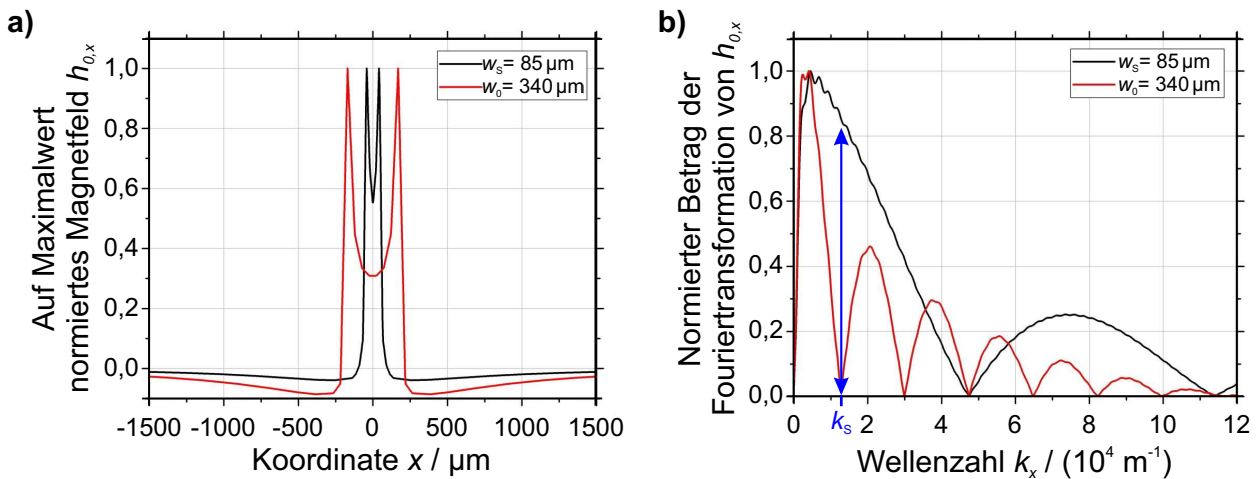 a)
Auf Maximalwert
normiertes Magnetfeld h0,x
1,0
0,8
0,6
0,4
0,2
0,0
-1500 -1000 -500 0 500 1000 1500
Koordinate x / µm
wS= 85 µm
w0= 340 µm
b)
Normierter Betrag der
Fouriertransformation von h0,x
1,0
0,8
0,6
0,4
0,2
0,0
0 kS 2 4 6 8 10 12
Wellenzahl kx / (10⁴ m⁻¹)
wS= 85 µm
w0= 340 µm